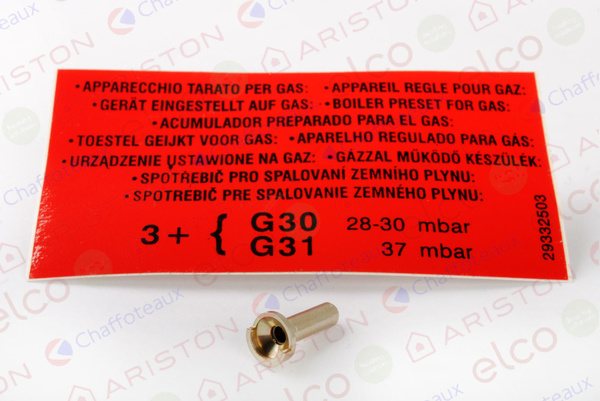 • APPARECCHIO TARATO PER GAS: • APPAREIL REGLE POUR GAZ:
• GERÄT EINGESTELLT AUF GAS: • BOILER PRESET FOR GAS:
• ACUMULADOR PREPARADO PARA EL GAS:
• TOESTEL GEIJKT VOOR GAS: • APARELHO REGULADO PARA GÁS:
• URZĄDZENIE ỤSTAWIONE NA GAZ: • GÁZZAL MŰKÖDŐ KÉSZÜLÉK:
• SPOTŘEBIČ PRO SPALOVANÍ ZEMNÍHO PLYNU:
• SPOTREBIČ PRE SPALOVANIE ZEMNÉHO PLYNU:
3 + { G30 28-30 mbar
G31 37 mbar
29332503
Chaffoteaux
ARISTON
elco